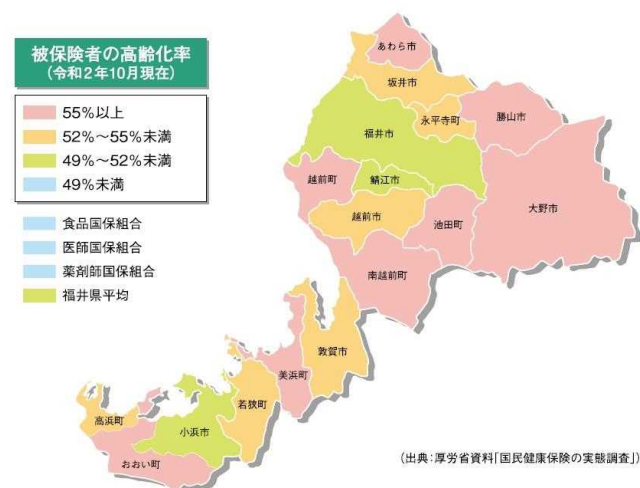 被保険者の高齢化率
(令和2年10月現在)
55%以上
52%～55%未満
49%～52%未満
49%未満
食品国保組合
医師国保組合
薬剤師国保組合
福井県平均
あわら市
坂井市
永平寺町
勝山市
福井市
越前町
鯖江市
大野市
越前市
池田町
南越前町
敦賀市
美浜町
若狭町
高浜町
小浜市
おおい町
(出典:厚労省資料「国民健康保険の実態調査」)